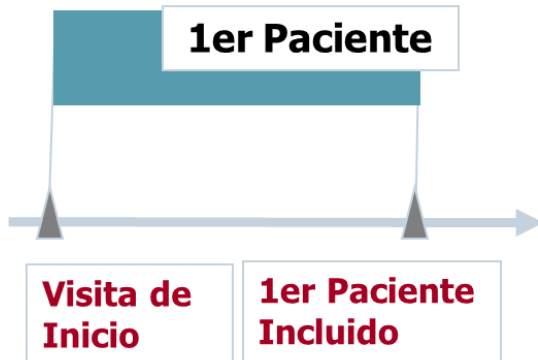 1er Paciente
Visita de
Inicio
1er Paciente
Incluido